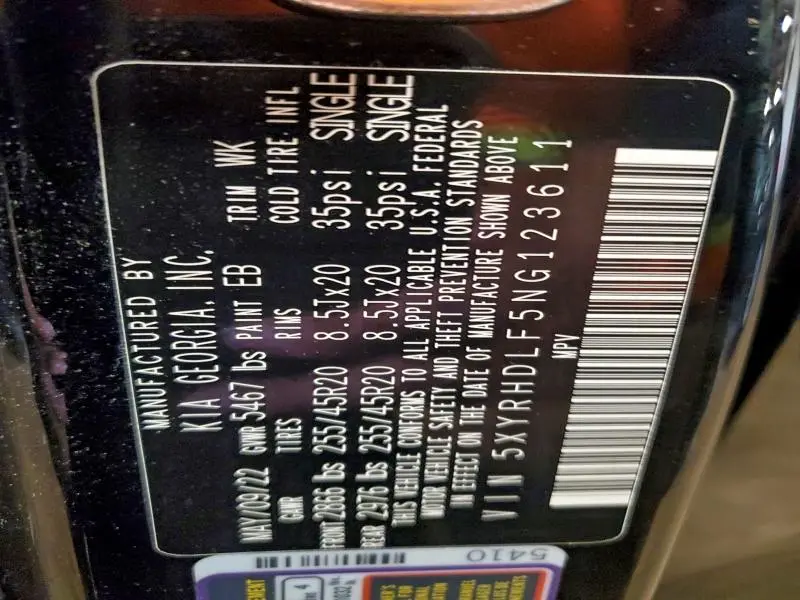 MANUFACTURED BY
KIA GEORGIA, INC.
MAY/09/22 GVWR 5467 lbs PAINT EB TRIM WK
GAWR TIRES RIMS COLD TIRE INFL
FRONT 2866 lbs 255/45R20 8.5Jx20 35psi SINGLE
REAR 2976 lbs 255/45R20 8.5Jx20 35psi SINGLE
THIS VEHICLE CONFORMS TO ALL APPLICABLE U.S.A. FEDERAL
MOTOR VEHICLE SAFETY AND THEFT PREVENTION STANDARDS
IN EFFECT ON THE DATE OF MANUFACTURE SHOWN ABOVE
VIN 5XYRHDLF5NG123611
MPV
5410